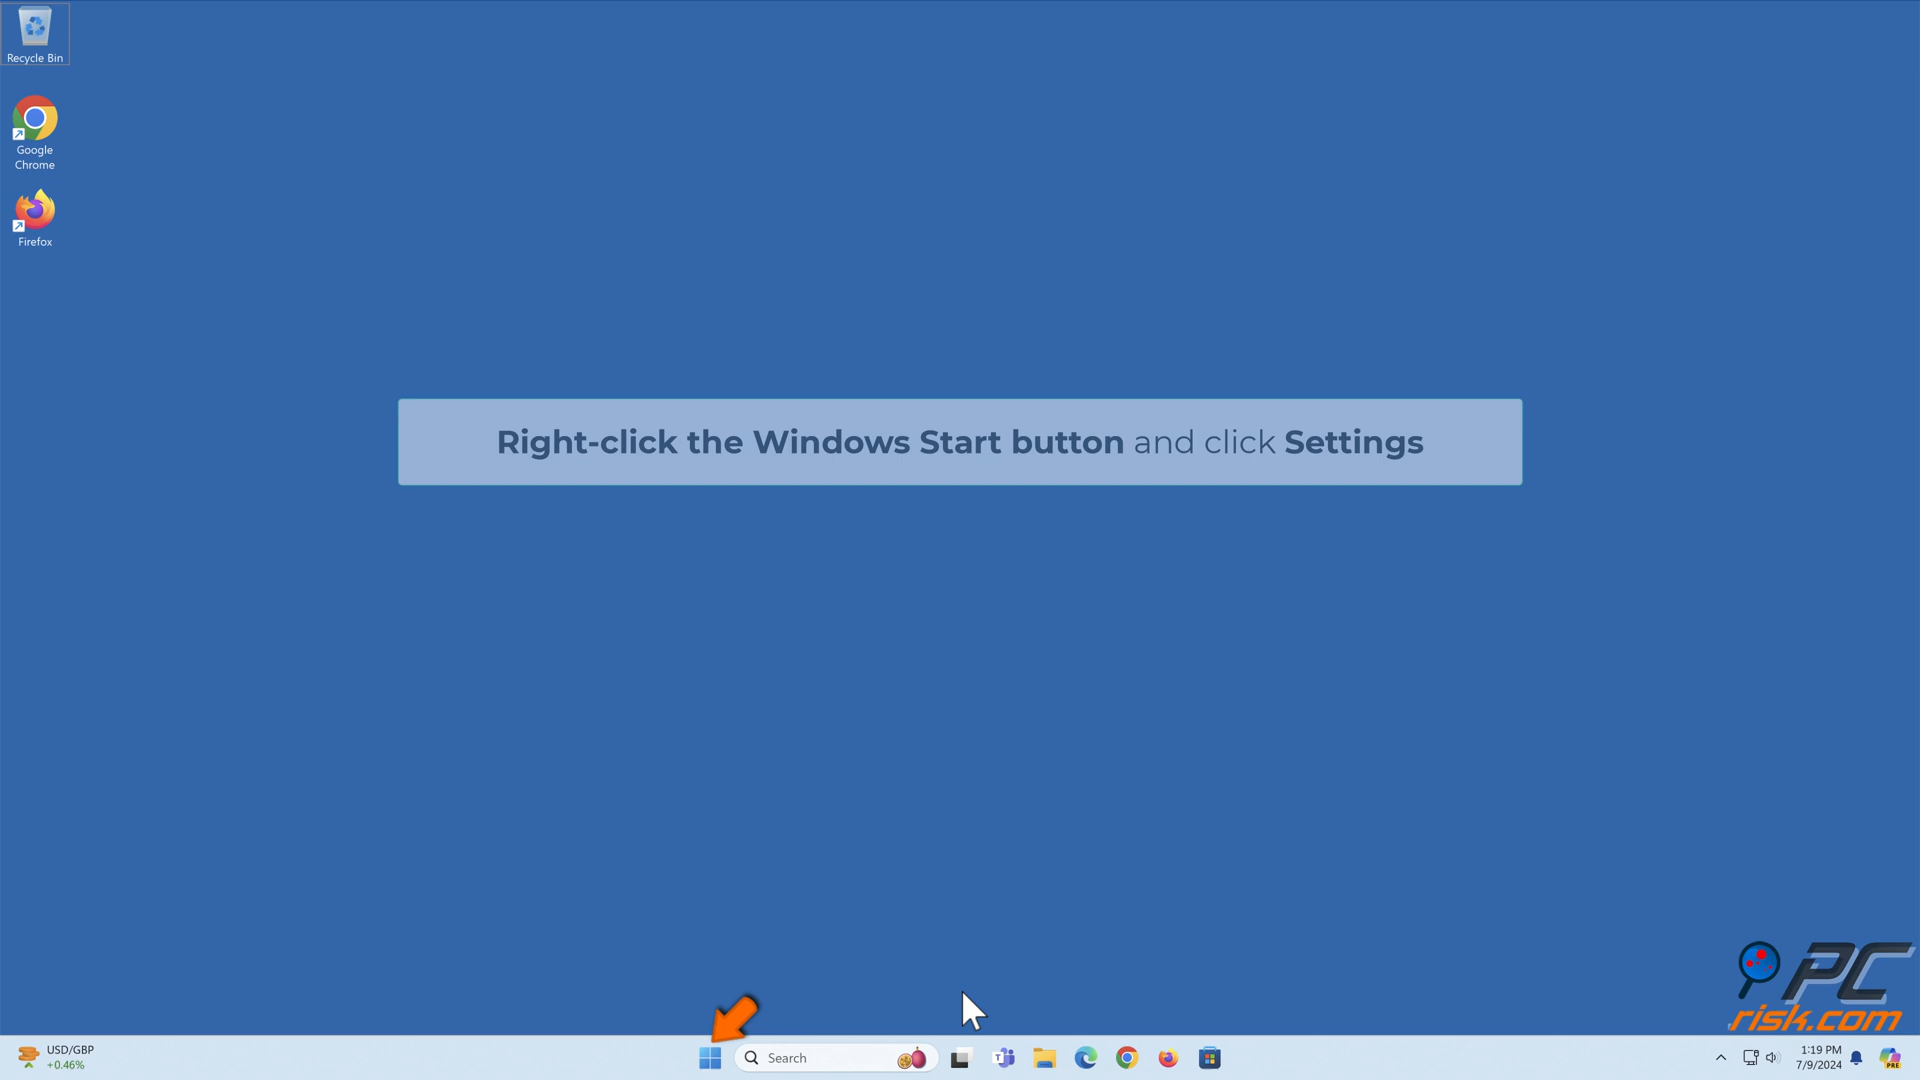 Recycle Bin
Google
Chrome
Firefox
Right-click the Windows Start button and click Settings
PC
risk.com
USD/GBP
+0.46%
Search
T
1:19 PM
7/9/2024
PRE